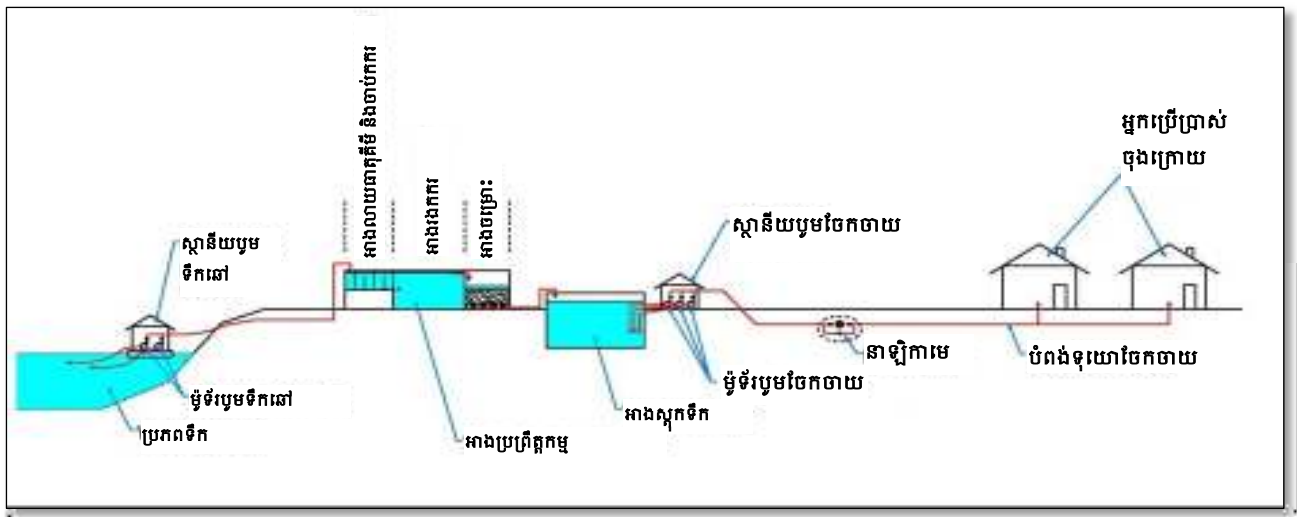 អាងលាយធាតុគីមី និងចាប់កករ
អាងរងកករ
អាងចម្រោះ
អ្នកប្រើប្រាស់
ចុងក្រោយ
ស្ថានីយបូម
ទឹកឆៅ
ស្ថានីយបូមចែកចាយ
នាឡិកាមេ
បំពង់ទុយោចែកចាយ
ម៉ូទ័របូមចែកចាយ
ម៉ូទ័របូមទឹកឆៅ
អាងស្តុកទឹក
ប្រភពទឹក
អាងប្រព្រឹត្តកម្ម